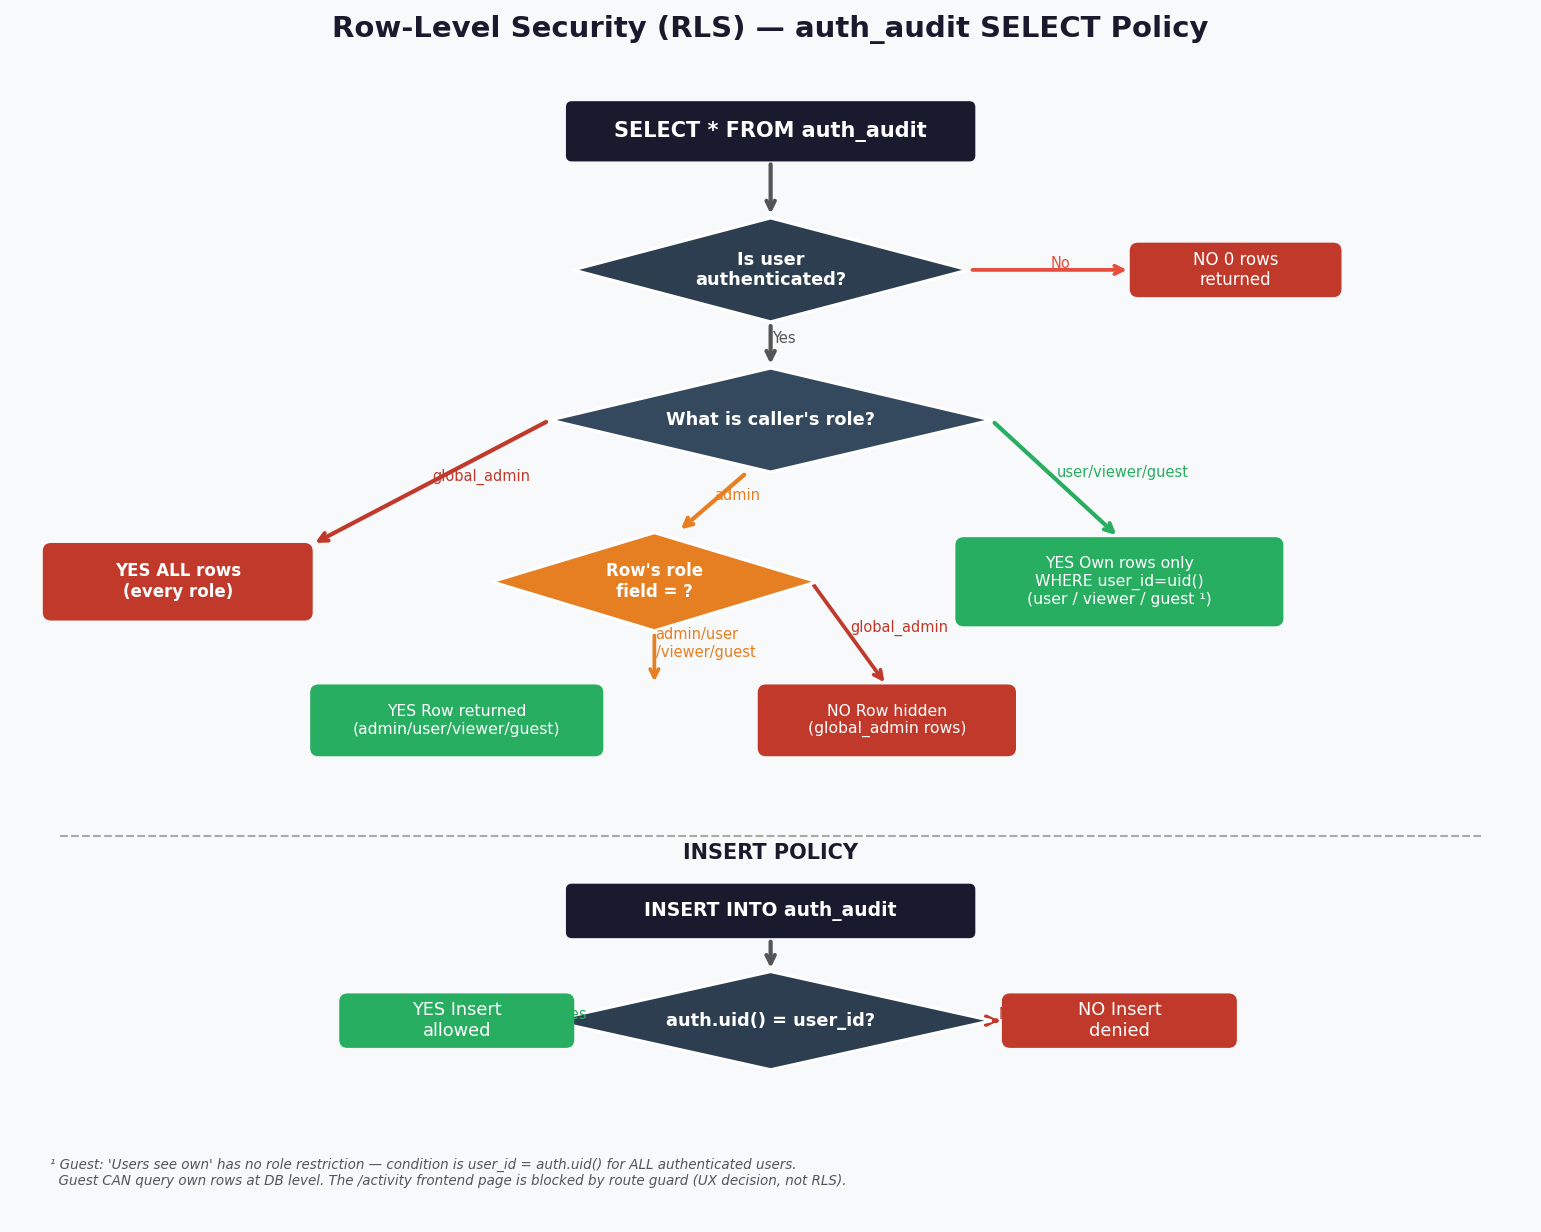 Row-Level Security (RLS) — auth_audit SELECT Policy
SELECT * FROM auth_audit
Is user
authenticated?
No
NO 0 rows
returned
Yes
What is caller's role?
global_admin
admin
user/viewer/guest
YES ALL rows
(every role)
Row's role
field = ?
YES Own rows only
WHERE user_id=uid()
(user / viewer / guest ¹)
admin/user
/viewer/guest
global_admin
YES Row returned
(admin/user/viewer/guest)
NO Row hidden
(global_admin rows)
INSERT POLICY
INSERT INTO auth_audit
YES Insert
allowed
auth.uid() = user_id?
NO Insert
denied
¹ Guest: 'Users see own' has no role restriction — condition is user_id = auth.uid() for ALL authenticated users.
Guest CAN query own rows at DB level. The /activity frontend page is blocked by route guard (UX decision, not RLS).